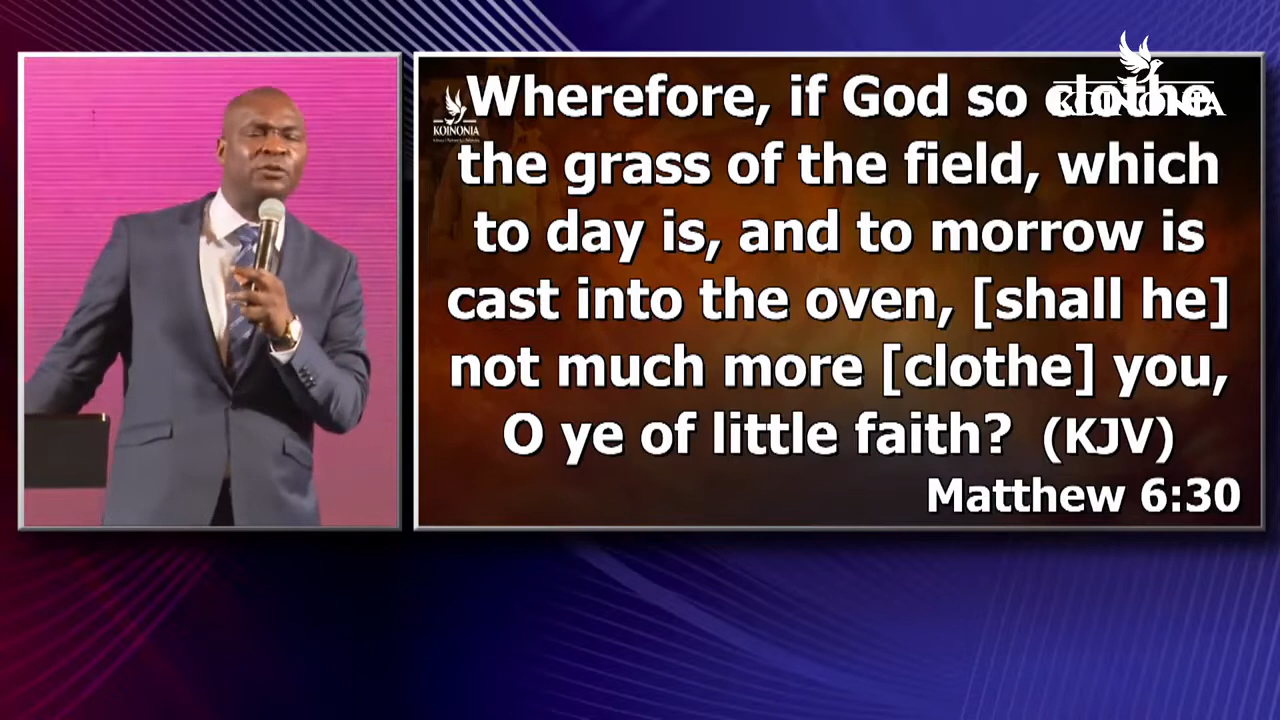 Wherefore, if God so clothe
the grass of the field, which
to day is, and to morrow is
cast into the oven, [shall he]
not much more [clothe] you,
O ye of little faith? (KJV)
Matthew 6:30
KOINONIA
KOINONIA